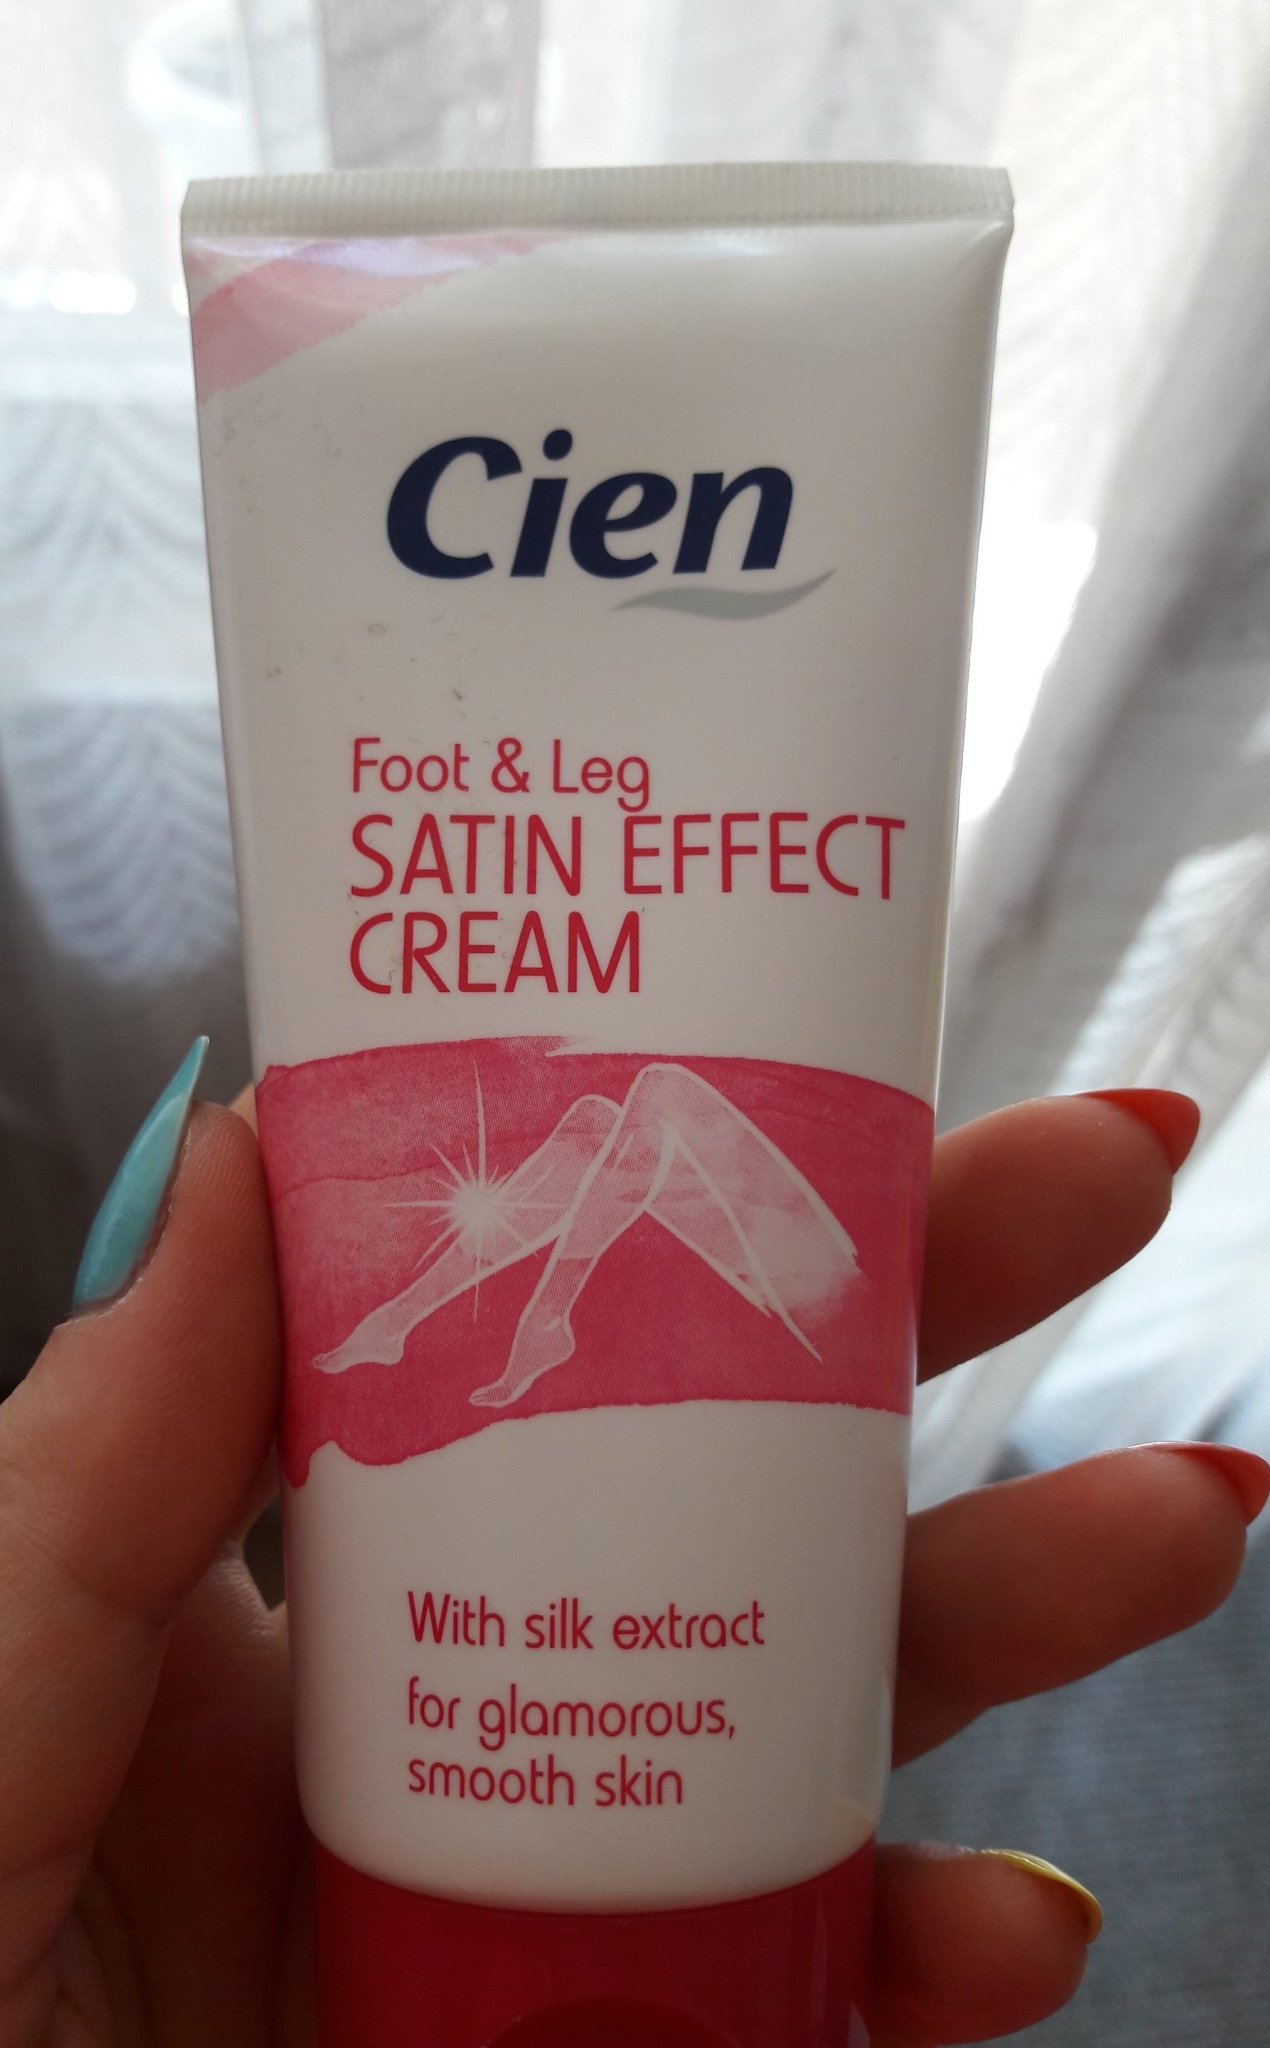 Cien
Foot & Leg
SATIN EFFECT
CREAM
With silk extract
for glamorous,
smooth skin